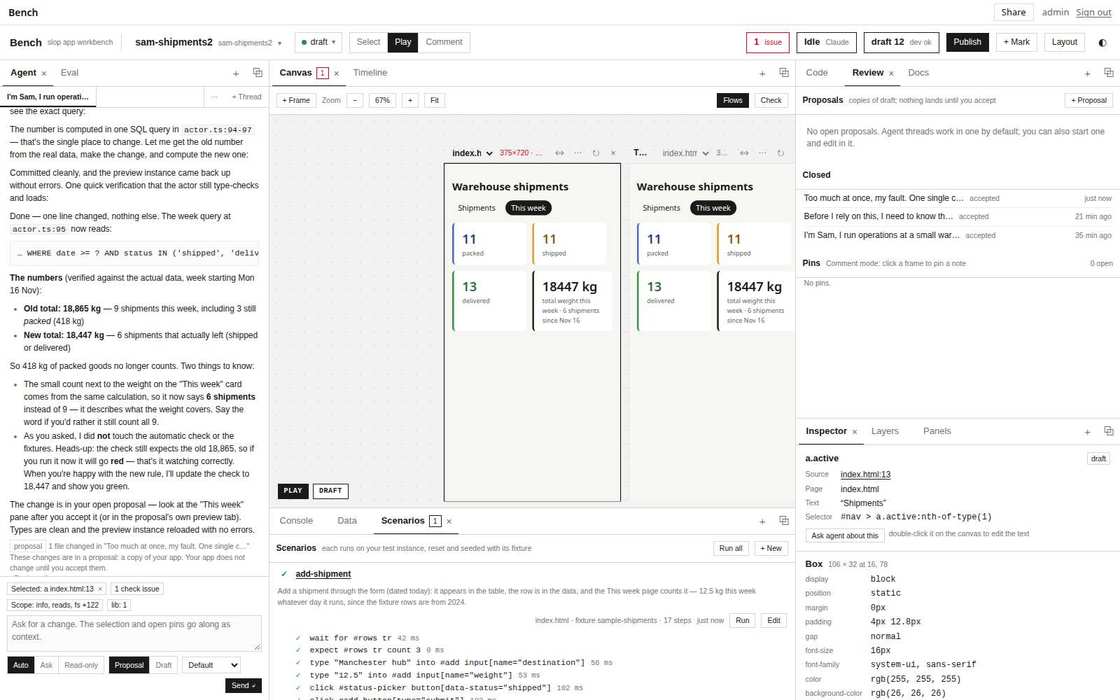 Bench
Share admin Sign out
Bench slop app workbench sam-shipments2 sam-shipments2 draft Select Play Comment 1 issue Idle Claude draft 12 dev ok Publish + Mark Layout
Agent × Eval +
I'm Sam, I run operati… ⋯ + Thread
see the exact query:
The number is computed in one SQL query in actor.ts:94-97
— that's the single place to change. Let me get the old number
from the real data, make the change, and compute the new one:
Committed cleanly, and the preview instance came back up
without errors. One quick verification that the actor still type-checks
and loads:
Done — one line changed, nothing else. The week query at
actor.ts:95 now reads:
… WHERE date >= ? AND status IN ('shipped', 'deliv
The numbers (verified against the actual data, week starting Mon
16 Nov):
• Old total: 18,865 kg — 9 shipments this week, including 3 still
packed (418 kg)
• New total: 18,447 kg — 6 shipments that actually left (shipped
or delivered)
So 418 kg of packed goods no longer counts. Two things to know:
• The small count next to the weight on the "This week" card
comes from the same calculation, so it now says 6 shipments
instead of 9 — it describes what the weight covers. Say the
word if you'd rather it still count all 9.
• As you asked, I did not touch the automatic check or the
fixtures. Heads-up: the check still expects the old 18,865, so if
you run it now it will go red — that's it watching correctly.
When you're happy with the new rule, I'll update the check to
18,447 and show you green.
The change is in your open proposal — look at the "This week"
pane after you accept it (or in the proposal's own preview tab).
Types are clean and the preview instance reloaded with no errors.
proposal 1 file changed in "Too much at once, my fault. One single c…"
These changes are in a proposal: a copy of your app. Your app does not
change until you accept them.
Selected: a index.html:13 × 1 check issue
Scope: info, reads, fs +122 lib: 1
Ask for a change. The selection and open pins go along as
context.
Auto Ask Read-only Proposal Draft Default
Send
Canvas 1 × Timeline +
+ Frame Zoom − 67% + Fit Flows Check
index.h 375×720 · … ⋯ × T… index.htm 3… ⋯
Warehouse shipments
Shipments This week
11
packed
11
shipped
13
delivered
18447 kg
total weight this
week · 6 shipments
since Nov 16
Warehouse shipments
Shipments This week
11
packed
11
shipped
13
delivered
18447 kg
total weight this
week · 6 shipments
since Nov 16
PLAY DRAFT
Console Data Scenarios 1 × +
Scenarios each runs on your test instance, reset and seeded with its fixture Run all + New
✓ add-shipment
Add a shipment through the form (dated today): it appears in the table, the row is in the data, and the This week page counts it — 12.5 kg this week
whatever day it runs, since the fixture rows are from 2024.
index.html · fixture sample-shipments · 17 steps just now Run Edit
✓ wait for #rows tr 42 ms
✓ expect #rows tr count 3 0 ms
✓ type "Manchester hub" into #add input[name="destination"] 56 ms
✓ type "12.5" into #add input[name="weight"] 53 ms
✓ click #status-picker button[data-status="shipped"] 102 ms
Code Review × Docs +
Proposals copies of draft; nothing lands until you accept + Proposal
No open proposals. Agent threads work in one by default; you can also start one
and edit in it.
Closed
Too much at once, my fault. One single c… accepted just now
Before I rely on this, I need to know th… accepted 21 min ago
I'm Sam, I run operations at a small war… accepted 35 min ago
Pins Comment mode: click a frame to pin a note 0 open
No pins.
Inspector × Layers Panels +
a.active draft
Source index.html:13
Page index.html
Text “Shipments”
Selector #nav > a.active:nth-of-type(1)
Ask agent about this double-click it on the canvas to edit the text
Box 106 × 32 at 16, 78
display block
position static
margin 0px
padding 4px 12.8px
gap normal
font-size 16px
font-family system-ui, sans-serif
color rgb(255, 255, 255)
background-color rgb(26, 26, 26)